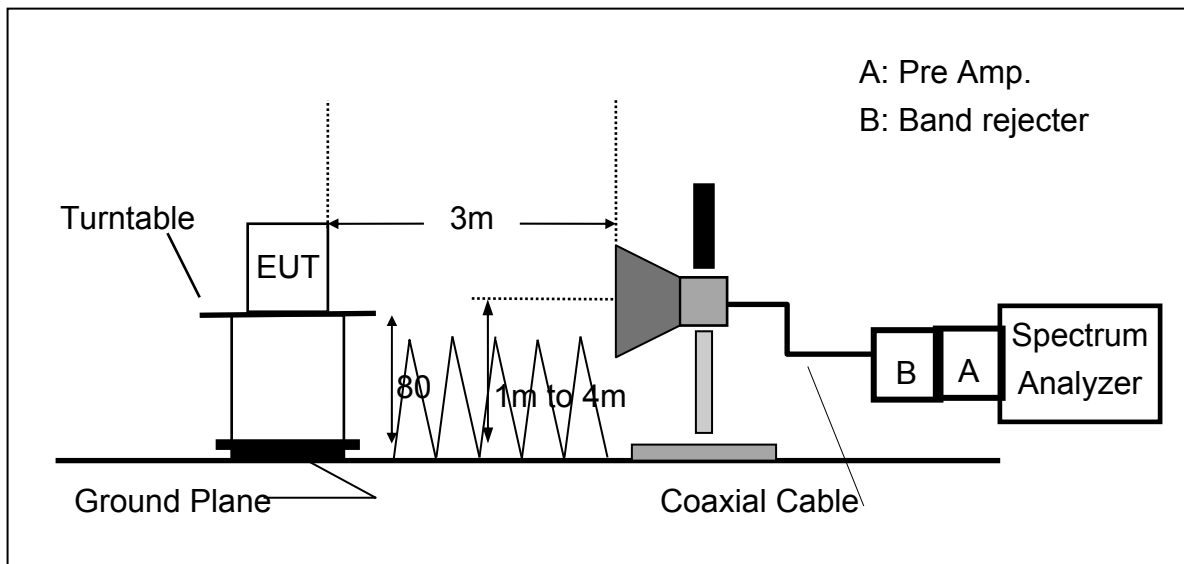 A: Pre Amp.
B: Band rejecter
Turntable
3m
EUT
80
1m to 4m
B
A
Spectrum
Analyzer
Ground Plane
Coaxial Cable